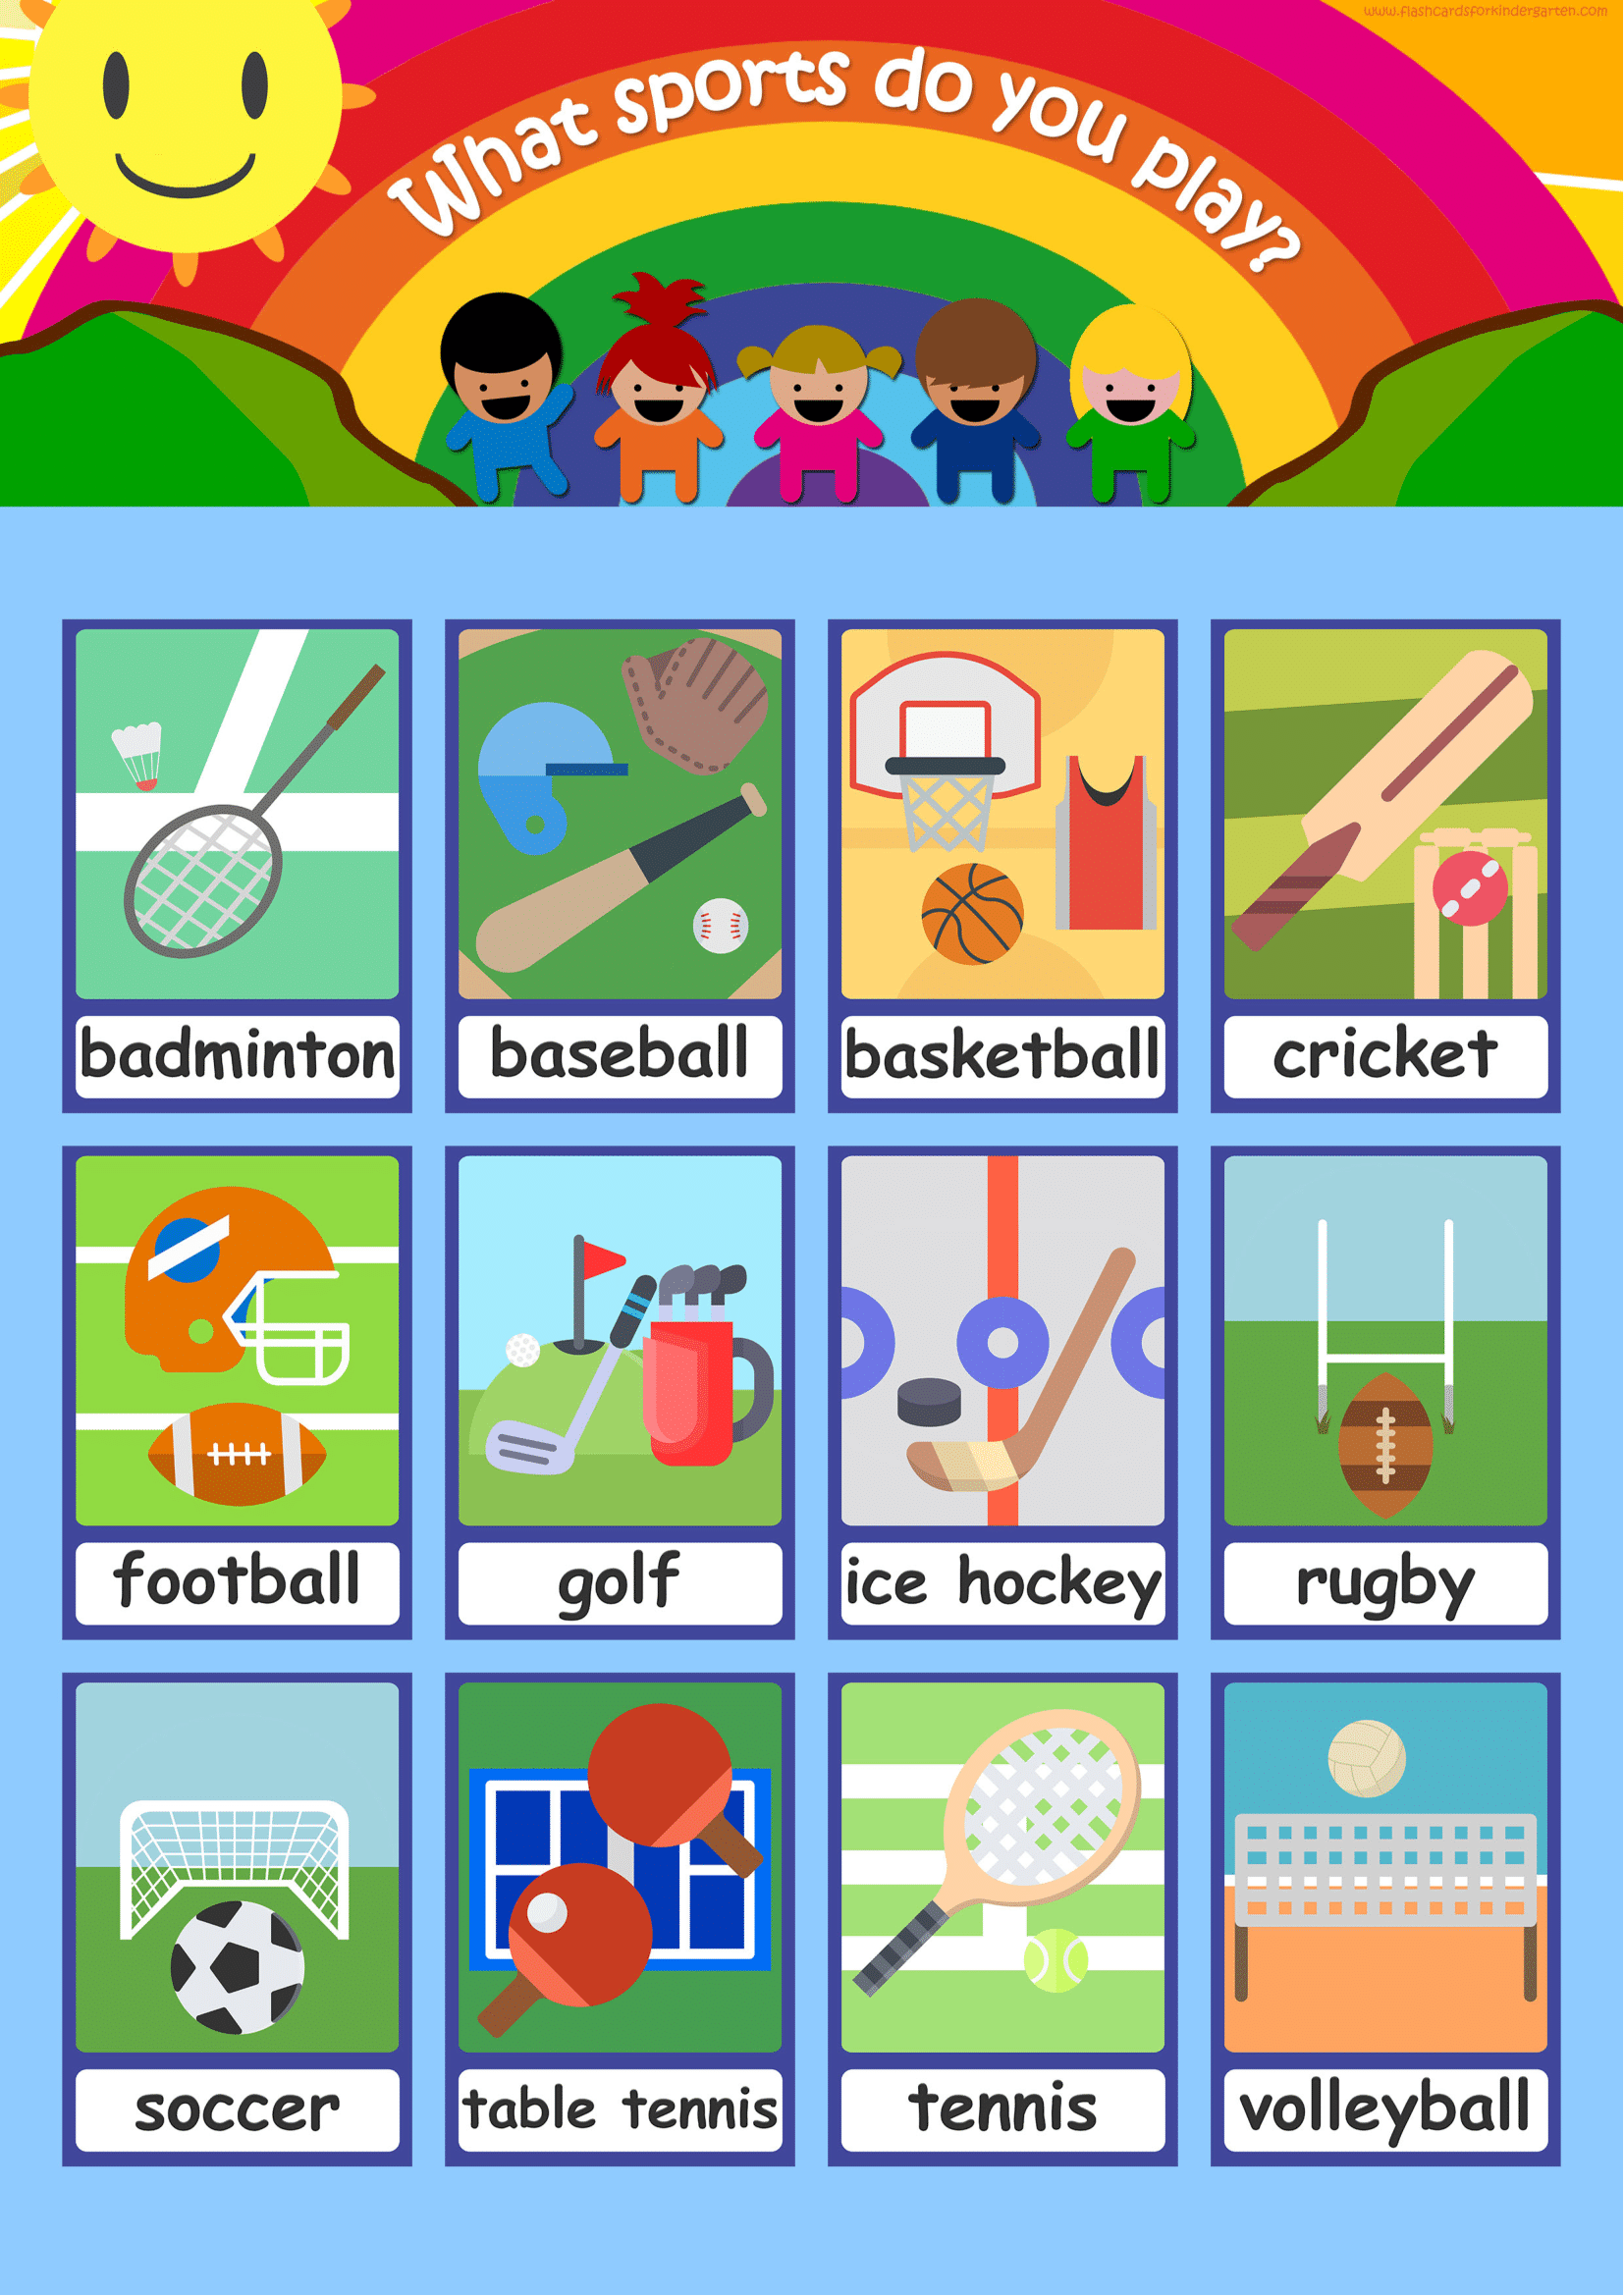 www.flashcardsforkindergarten.com
What sports do you play?
badminton
baseball
basketball
cricket
football
golf
ice hockey
rugby
soccer
table tennis
tennis
volleyball